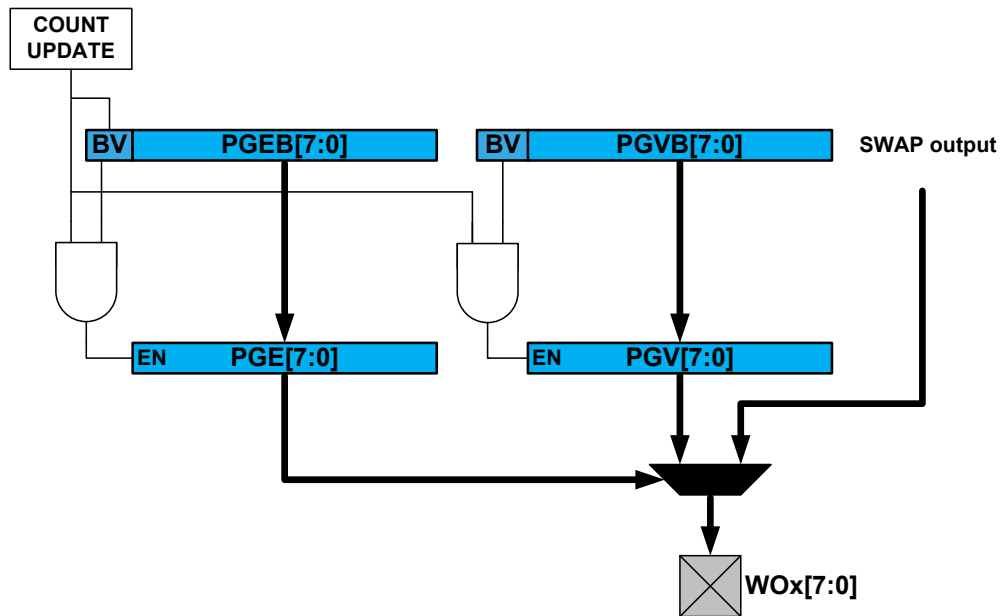 COUNT
UPDATE
BV
PGEB[7:0]
BV
PGVB[7:0]
SWAP output
EN
PGE[7:0]
EN
PGV[7:0]
WOx[7:0]